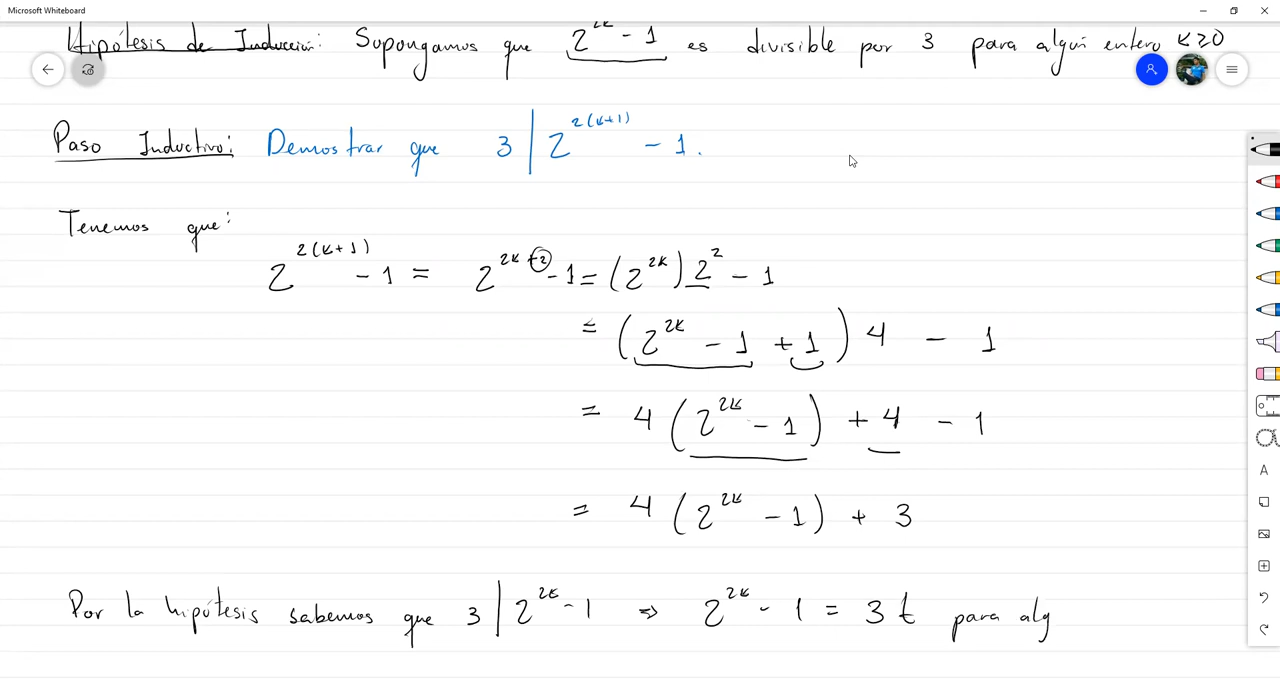 Microsoft Whiteboard
Hipótesis de Inducción: Supongamos que 2^{2k} - 1 es divisible por 3 para algún entero k ≥ 0
Paso Inductivo: Demostrar que 3 | 2^{2(k+1)} - 1.
Tenemos que:
2^{2(k+1)} - 1 = 2^{2k+2} - 1 = (2^{2k}) 2^2 - 1
= (2^{2k} - 1 + 1) 4 - 1
= 4 (2^{2k} - 1) + 4 - 1
= 4 (2^{2k} - 1) + 3
Por la hipótesis sabemos que 3 | 2^{2k} - 1 => 2^{2k} - 1 = 3t para alg
A